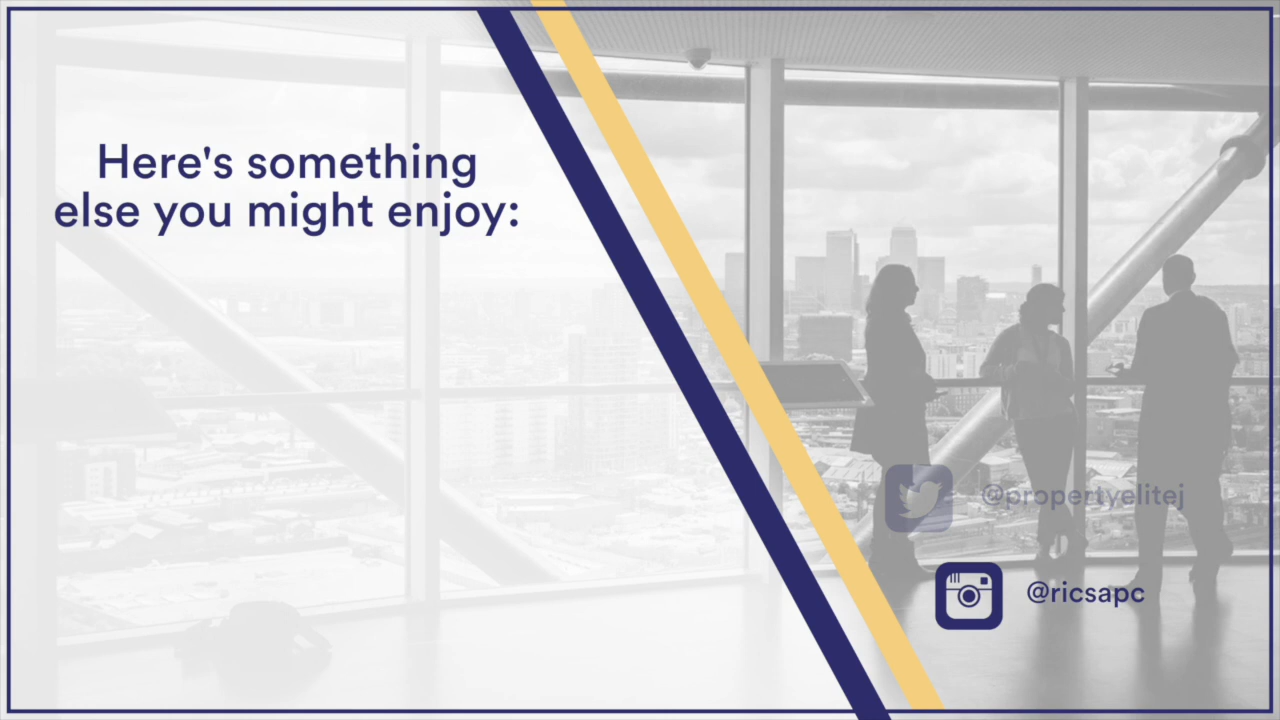 Here's something
else you might enjoy:
@propertyelitej
@ricsapc